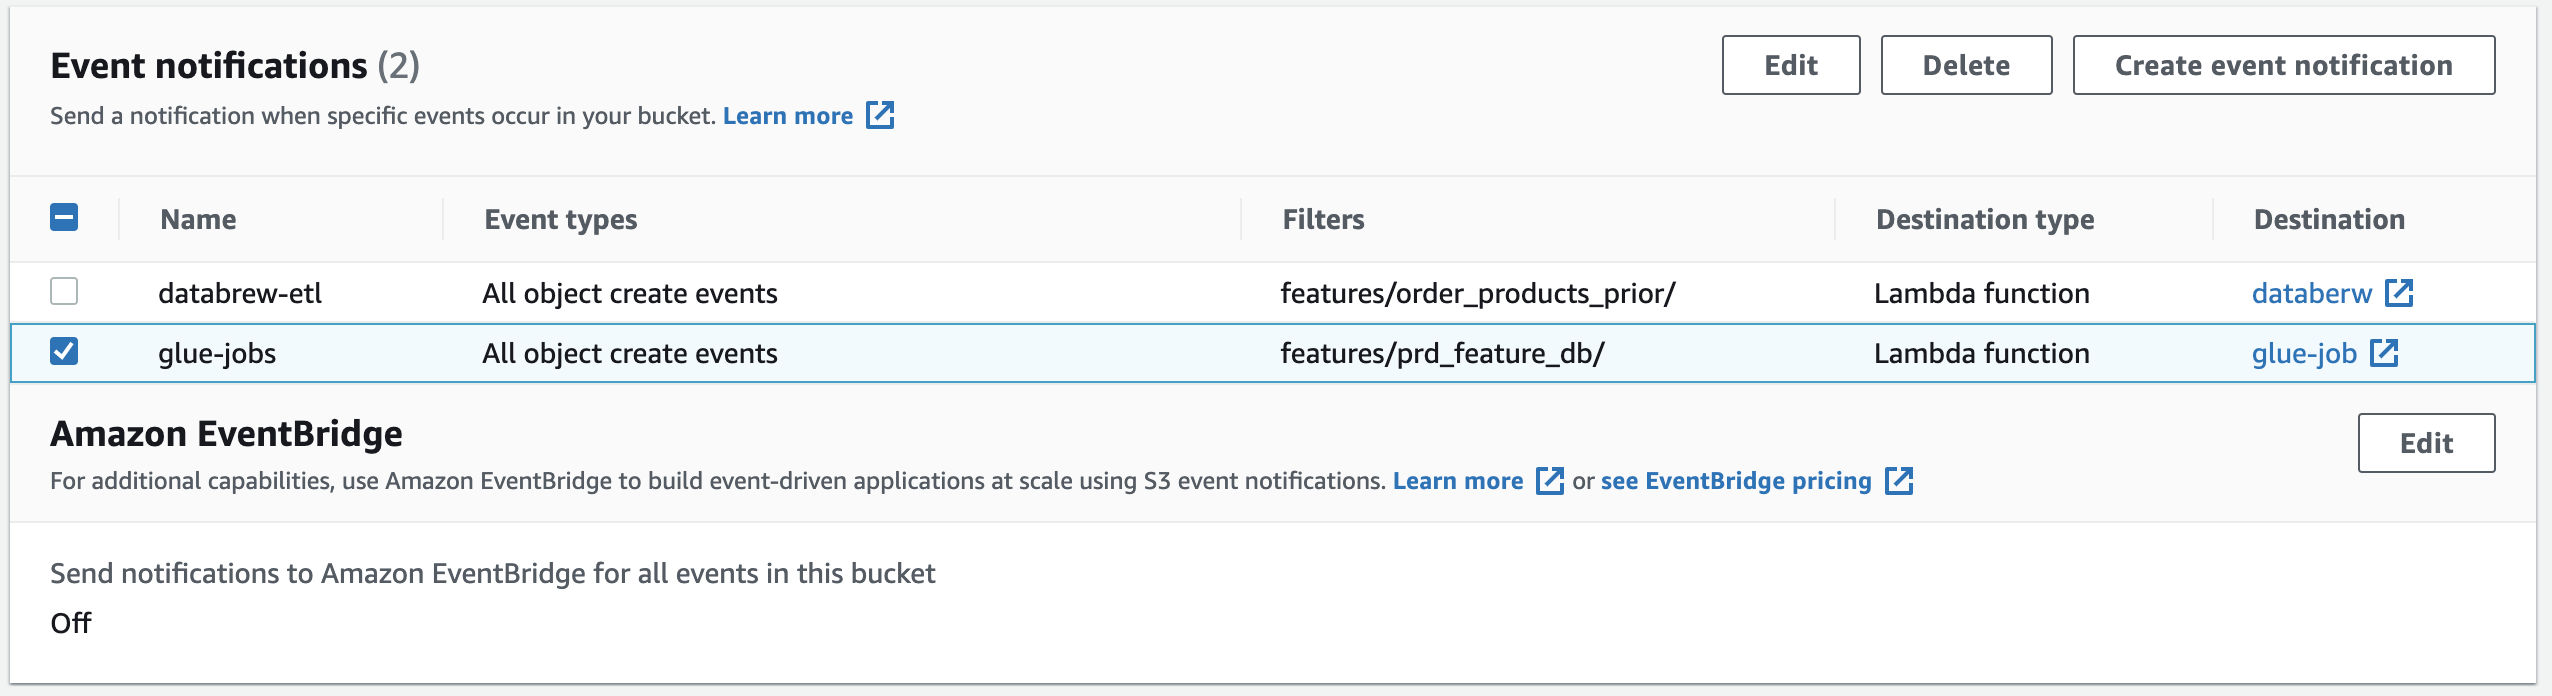 Event notifications (2)
Edit
Delete
Create event notification
Send a notification when specific events occur in your bucket. Learn more
Name Event types Filters Destination type Destination
databrew-etl All object create events features/order_products_prior/ Lambda function databerw
glue-jobs All object create events features/prd_feature_db/ Lambda function glue-job
Amazon EventBridge
Edit
For additional capabilities, use Amazon EventBridge to build event-driven applications at scale using S3 event notifications. Learn more or see EventBridge pricing
Send notifications to Amazon EventBridge for all events in this bucket
Off